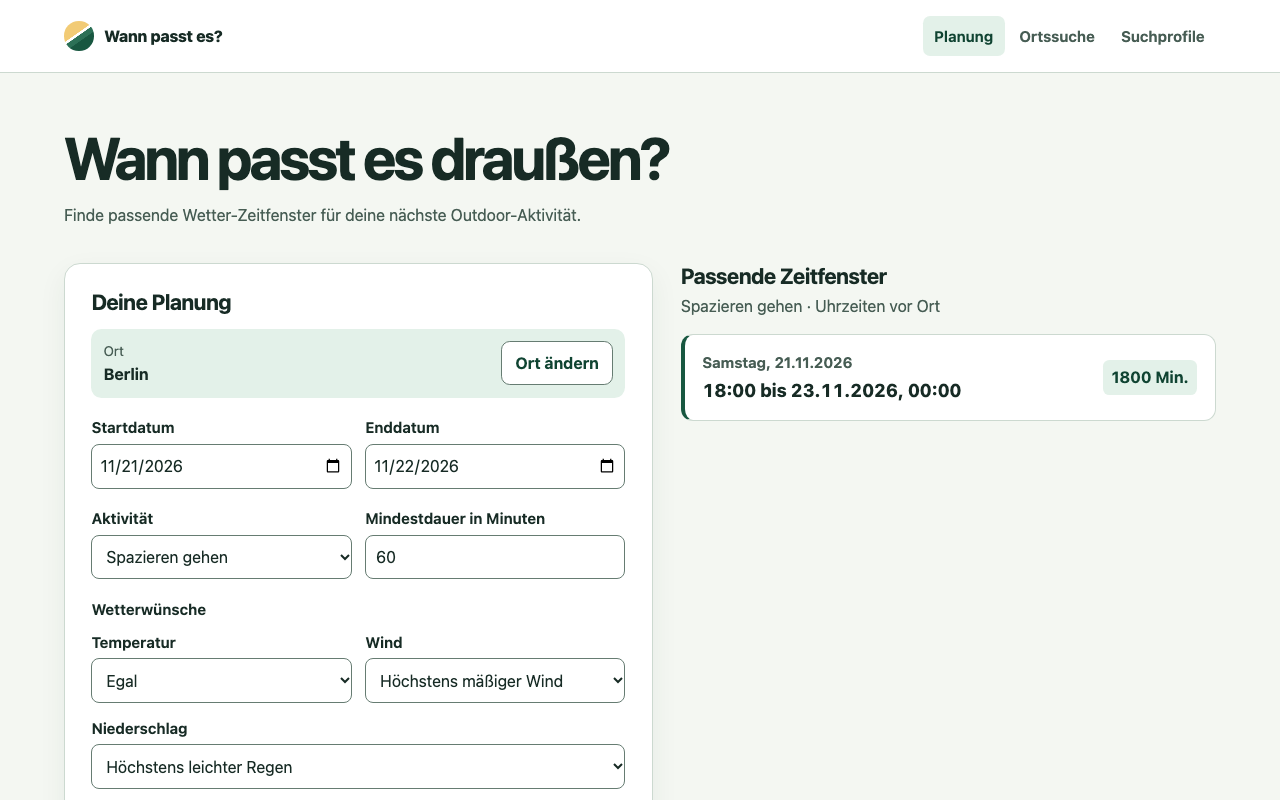 Wann passt es?
Planung
Ortssuche
Suchprofile
Wann passt es draußen?
Finde passende Wetter-Zeitfenster für deine nächste Outdoor-Aktivität.
Deine Planung
Ort
Berlin
Ort ändern
Startdatum
Enddatum
11/21/2026
11/22/2026
Aktivität
Mindestdauer in Minuten
Spazieren gehen
60
Wetterwünsche
Temperatur
Wind
Egal
Höchstens mäßiger Wind
Niederschlag
Höchstens leichter Regen
Passende Zeitfenster
Spazieren gehen · Uhrzeiten vor Ort
Samstag, 21.11.2026
18:00 bis 23.11.2026, 00:00
1800 Min.